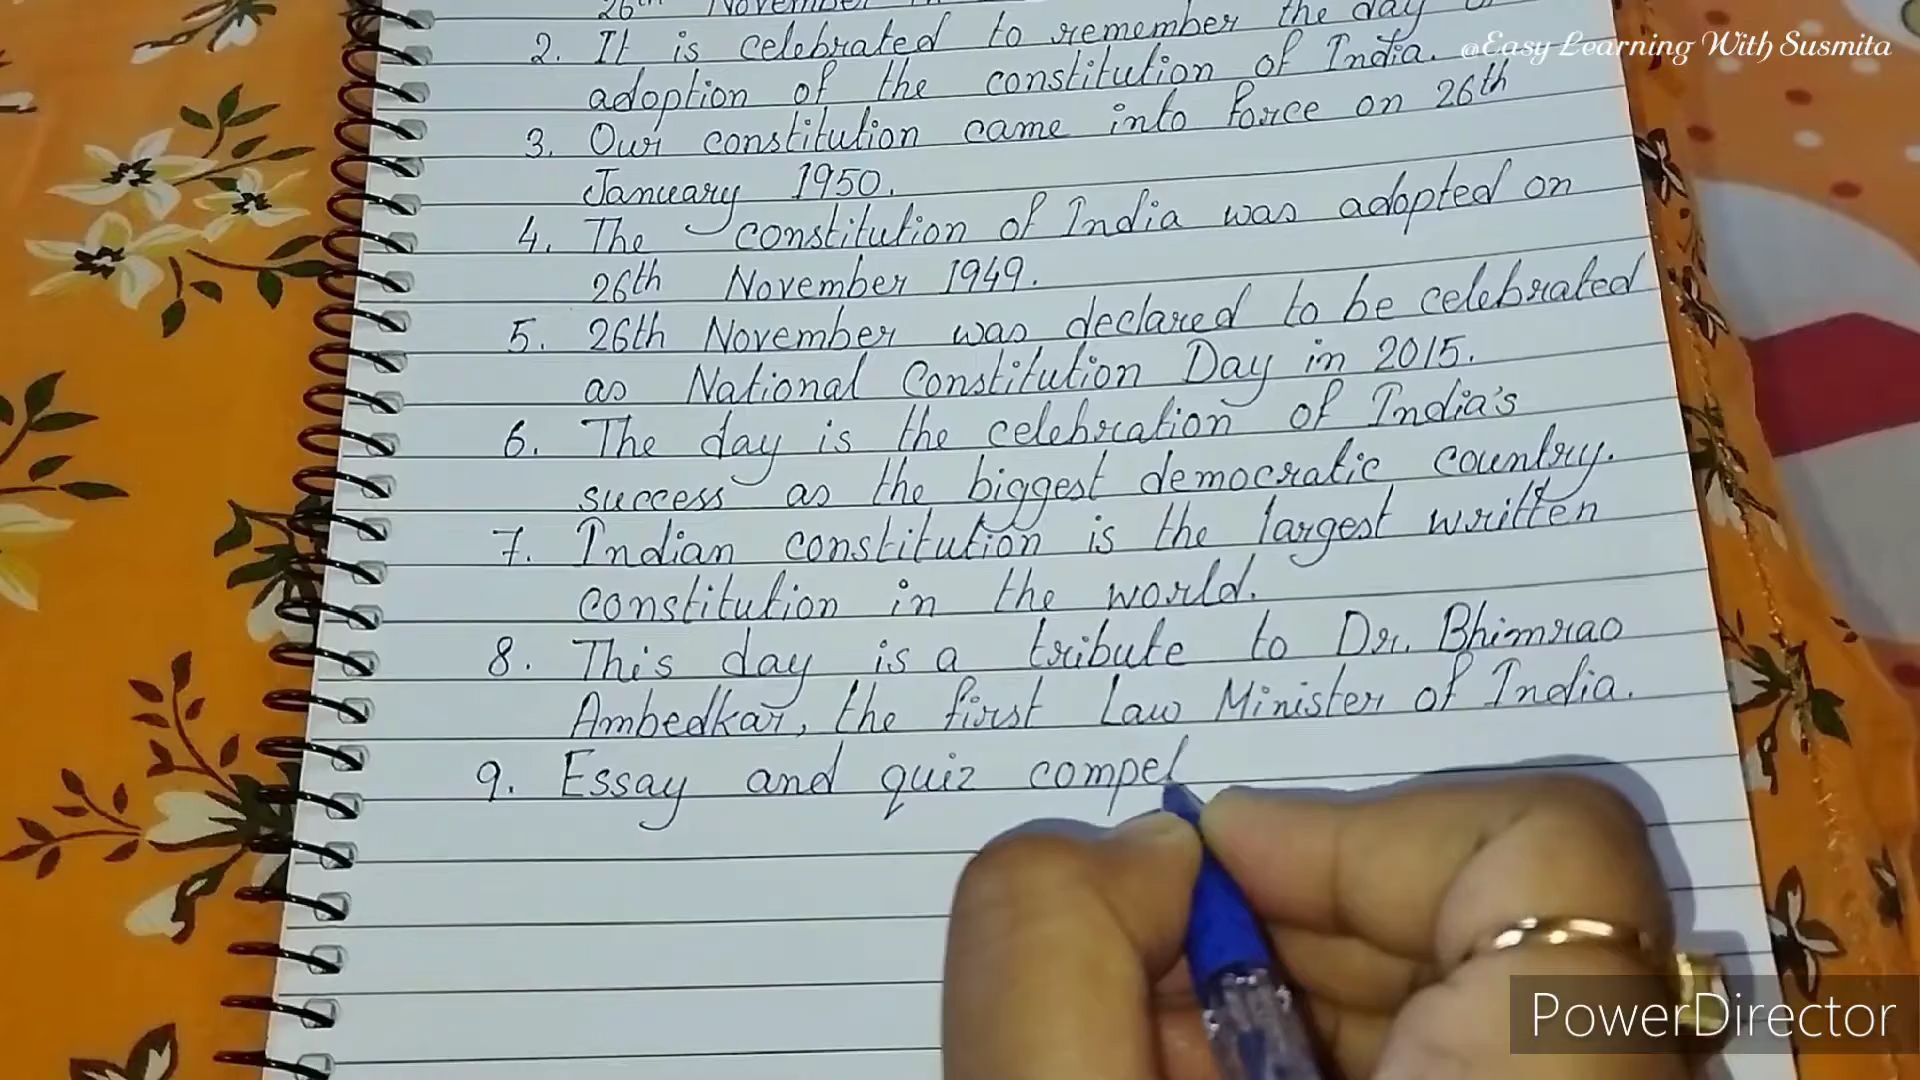 26th November
2. It is celebrated to remember the day
@Easy Learning With Susmita
adoption of the constitution of India.
3. Our constitution came into force on 26th
January 1950.
4. The constitution of India was adopted on
26th November 1949.
5. 26th November was declared to be celebrated
as National Constitution Day in 2015.
6. The day is the celebration of India's
success as the biggest democratic country.
7. Indian constitution is the largest written
constitution in the world.
8. This day is a tribute to Dr. Bhimrao
Ambedkar, the first Law Minister of India.
9. Essay and quiz compet
PowerDirector